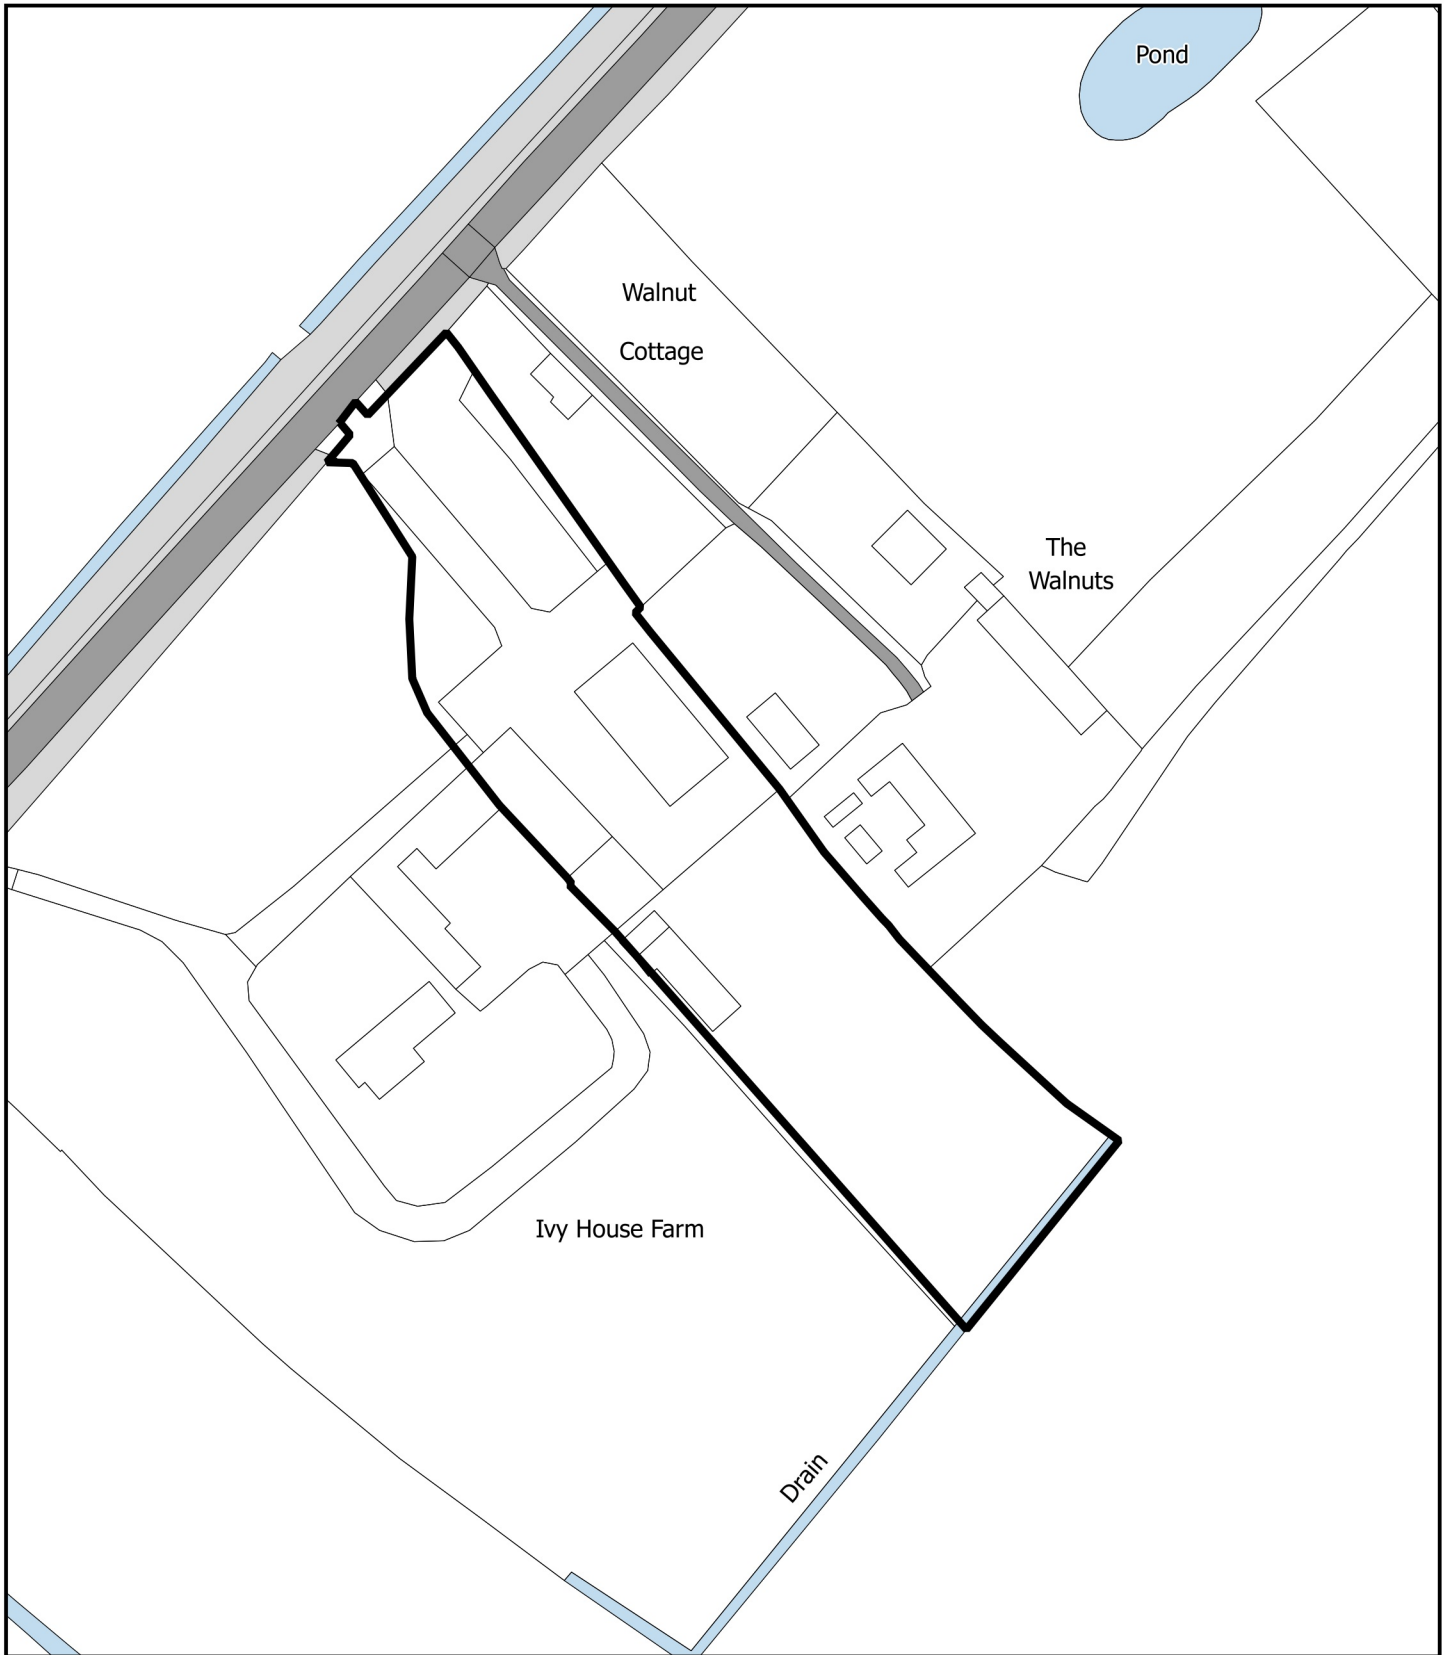 Pond
Walnut
Cottage
The
Walnuts
Ivy House Farm
Drain